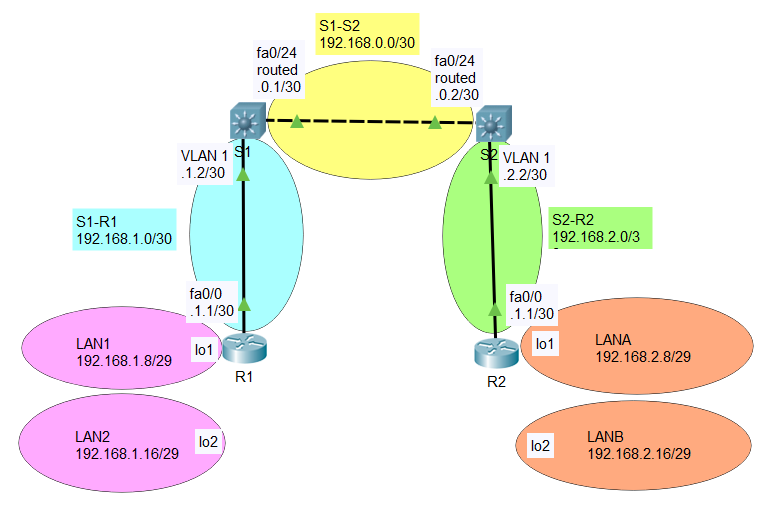 S1-S2
192.168.0.0/30
fa0/24
routed
.0.1/30
fa0/24
routed
.0.2/30
S1
S2
VLAN 1
.1.2/30
VLAN 1
.2.2/30
S1-R1
192.168.1.0/30
S2-R2
192.168.2.0/3
fa0/0
.1.1/30
fa0/0
.1.1/30
LAN1
192.168.1.8/29
lo1
R1
lo1
LANA
192.168.2.8/29
R2
LAN2
192.168.1.16/29
lo2
lo2
LANB
192.168.2.16/29